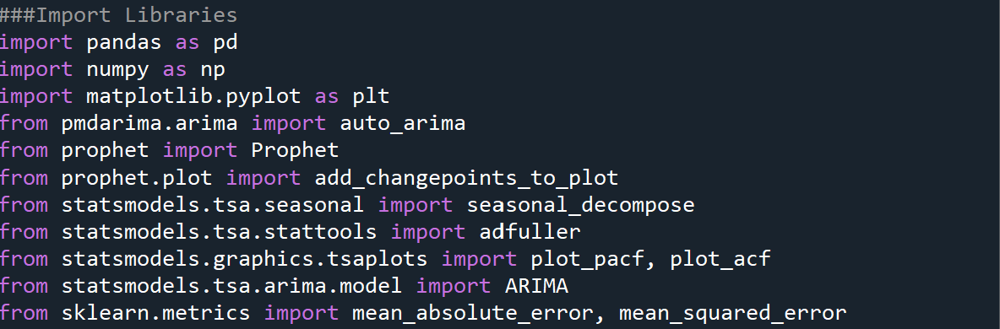 ###Import Libraries
import pandas as pd
import numpy as np
import matplotlib.pyplot as plt
from pmdarima.arima import auto_arima
from prophet import Prophet
from prophet.plot import add_changepoints_to_plot
from statsmodels.tsa.seasonal import seasonal_decompose
from statsmodels.tsa.stattools import adfuller
from statsmodels.graphics.tsaplots import plot_pacf, plot_acf
from statsmodels.tsa.arima.model import ARIMA
from sklearn.metrics import mean_absolute_error, mean_squared_error